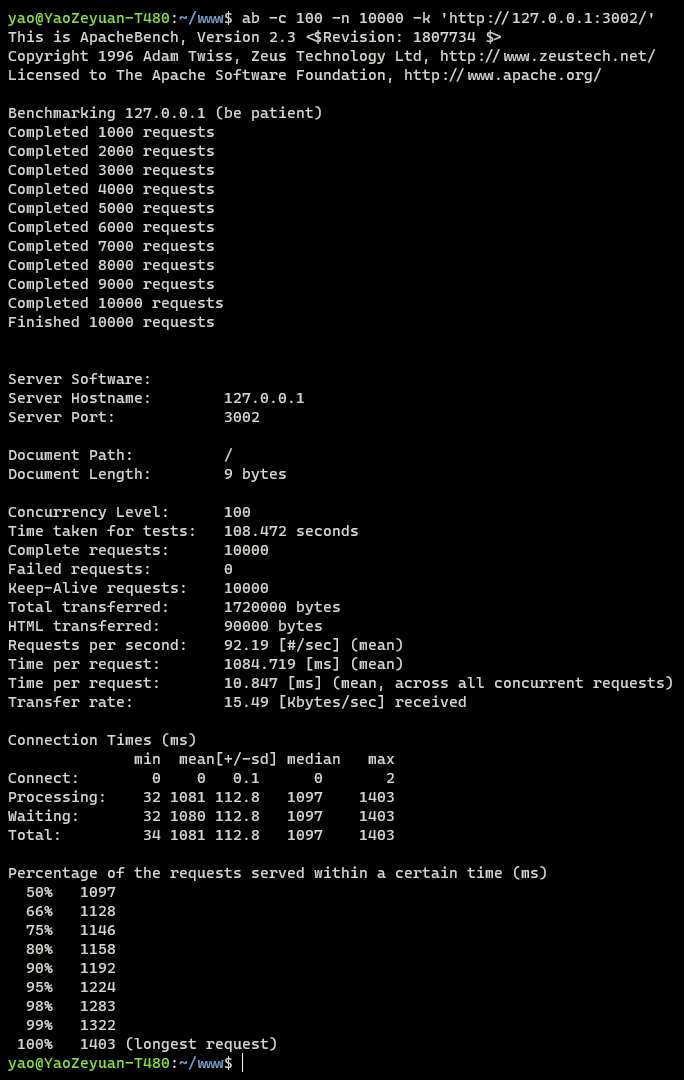 yao@YaoZeyuan-T480:~/www$ ab -c 100 -n 10000 -k 'http://127.0.0.1:3002/'
This is ApacheBench, Version 2.3 <$Revision: 1807734 $>
Copyright 1996 Adam Twiss, Zeus Technology Ltd, http://www.zeustech.net/
Licensed to The Apache Software Foundation, http://www.apache.org/

Benchmarking 127.0.0.1 (be patient)
Completed 1000 requests
Completed 2000 requests
Completed 3000 requests
Completed 4000 requests
Completed 5000 requests
Completed 6000 requests
Completed 7000 requests
Completed 8000 requests
Completed 9000 requests
Completed 10000 requests
Finished 10000 requests


Server Software:
Server Hostname:        127.0.0.1
Server Port:            3002

Document Path:          /
Document Length:        9 bytes

Concurrency Level:      100
Time taken for tests:   108.472 seconds
Complete requests:      10000
Failed requests:        0
Keep-Alive requests:    10000
Total transferred:      1720000 bytes
HTML transferred:       90000 bytes
Requests per second:    92.19 [#/sec] (mean)
Time per request:       1084.719 [ms] (mean)
Time per request:       10.847 [ms] (mean, across all concurrent requests)
Transfer rate:          15.49 [Kbytes/sec] received

Connection Times (ms)
              min  mean[+/-sd] median   max
Connect:        0    0   0.1      0       2
Processing:    32 1081 112.8   1097    1403
Waiting:       32 1080 112.8   1097    1403
Total:         34 1081 112.8   1097    1403

Percentage of the requests served within a certain time (ms)
  50%   1097
  66%   1128
  75%   1146
  80%   1158
  90%   1192
  95%   1224
  98%   1283
  99%   1322
 100%   1403 (longest request)
yao@YaoZeyuan-T480:~/www$